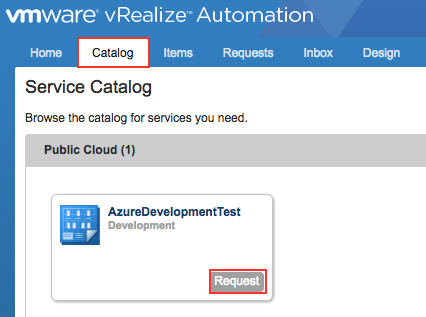 vmware® vRealize™ Automation
Home Catalog Items Requests Inbox Design
Service Catalog
Browse the catalog for services you need.
Public Cloud (1)
AzureDevelopmentTest
Development
Request